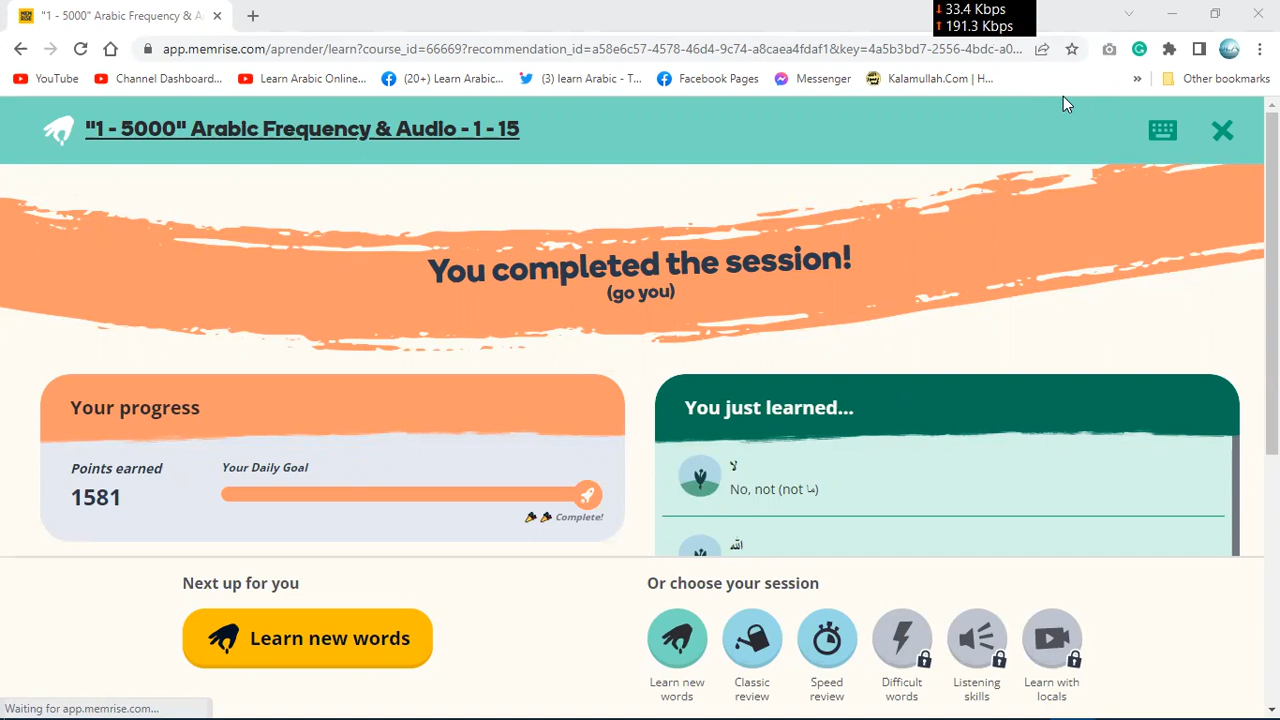 33.4 Kbps
191.3 Kbps
"1 - 5000" Arabic Frequency & A
app.memrise.com/aprender/learn?course_id=68669?recommendation_id=a58e6c57-4578-46d4-9c74-a8caea4fdaf1&key=4a5b3bd7-2556-4bdc-a0...
YouTube
Channel Dashboard...
Learn Arabic Online...
(20+) Learn Arabic...
(3) learn Arabic - T...
Facebook Pages
Messenger
Kalamullah.Com | H...
Other bookmarks
"1 - 5000" Arabic Frequency & Audio - 1 - 15
You completed the session!
(go you)
Your progress
Points earned
1581
Your Daily Goal
Complete!
You just learned...
لا
No, not (not ما)
الله
Next up for you
Learn new words
Or choose your session
Learn new words
Classic review
Speed review
Difficult words
Listening skills
Learn with locals
Waiting for app.memrise.com...